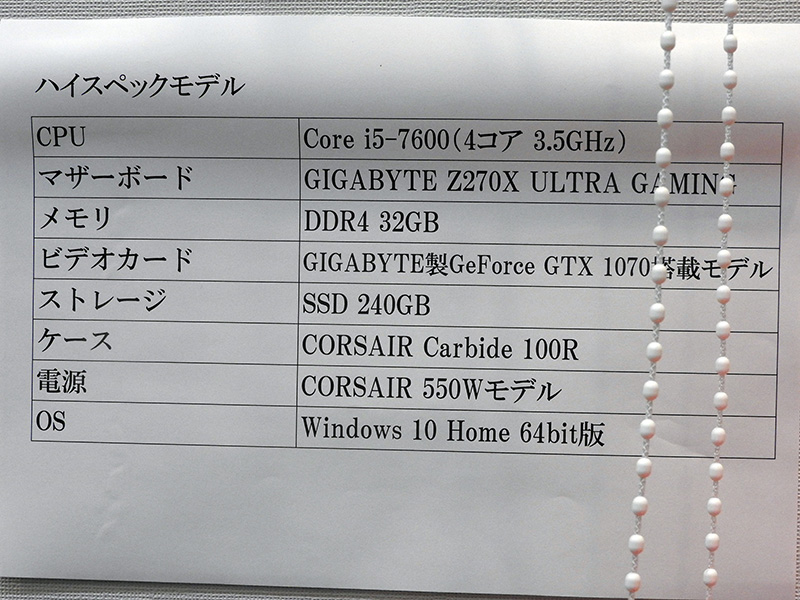 ハイスペックモデル
CPU Core i5-7600(4コア 3.5GHz)
マザーボード GIGABYTE Z270X ULTRA GAMING
メモリ DDR4 32GB
ビデオカード GIGABYTE製GeForce GTX 1070搭載モデル
ストレージ SSD 240GB
ケース CORSAIR Carbide 100R
電源 CORSAIR 550Wモデル
OS Windows 10 Home 64bit版